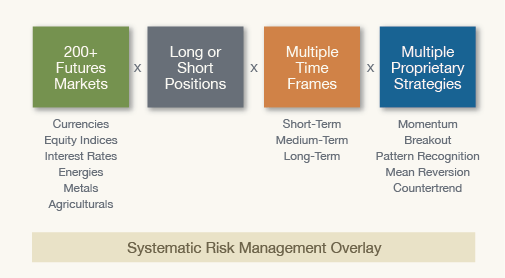 200+
Futures
Markets
x
Long or
Short
Positions
x
Multiple
Time
Frames
x
Multiple
Proprietary
Strategies
Currencies
Equity Indices
Interest Rates
Energies
Metals
Agriculturals
Short-Term
Medium-Term
Long-Term
Momentum
Breakout
Pattern Recognition
Mean Reversion
Countertrend
Systematic Risk Management Overlay